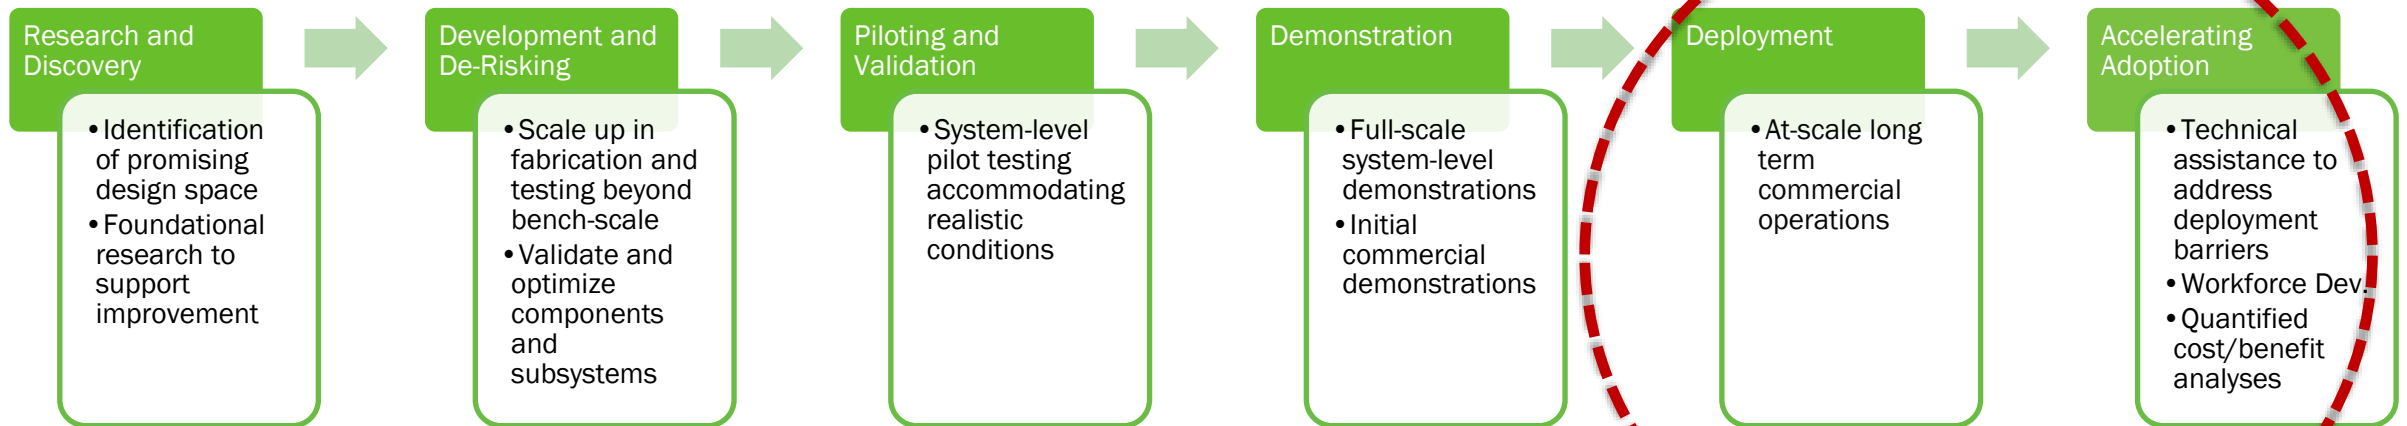 Research and
Discovery
• Identification
of promising
design space
• Foundational
research to
support
improvement
Development and
De-Risking
• Scale up in
fabrication and
testing beyond
bench-scale
• Validate and
optimize
components
and
subsystems
Piloting and
Validation
• System-level
pilot testing
accommodating
realistic
conditions
Demonstration
• Full-scale
system-level
demonstrations
• Initial
commercial
demonstrations
Deployment
• At-scale long
term
commercial
operations
Accelerating
Adoption
• Technical
assistance to
address
deployment
barriers
• Workforce Dev.
• Quantified
cost/benefit
analyses